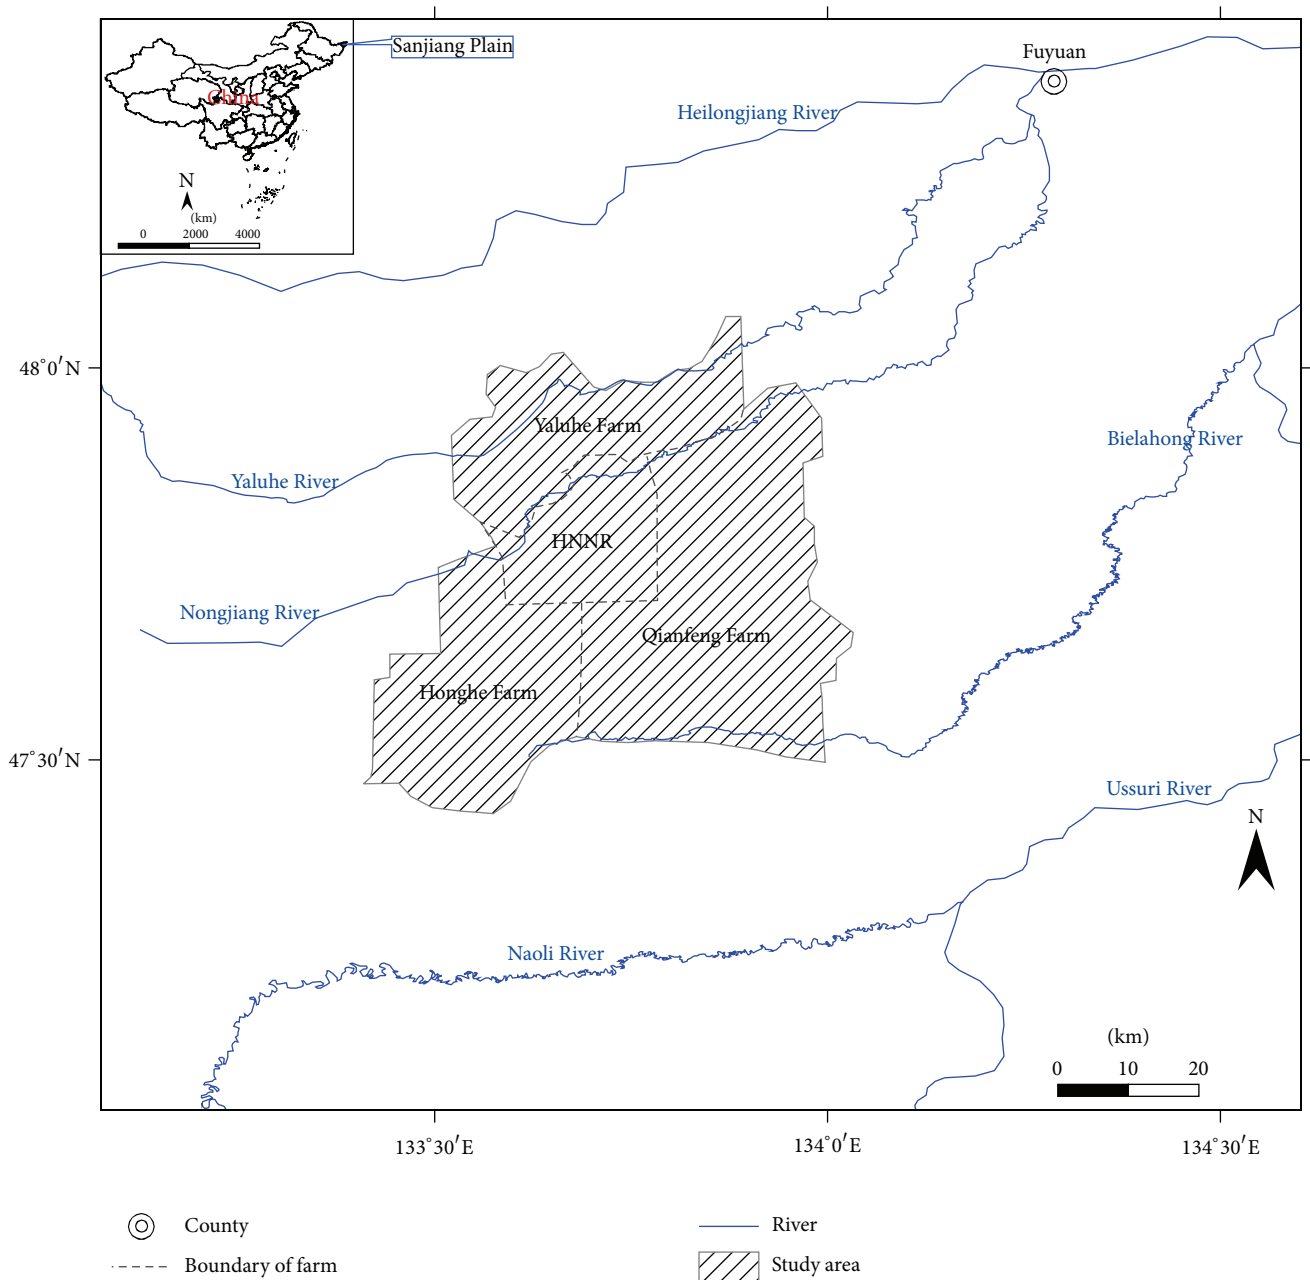 Sanjiang Plain
China
N
(km)
0 2000 4000
Fuyuan
Heilongjiang River
48°0′N
Yaluhe Farm
Bielahong River
Yaluhe River
HNNR
Nongjiang River
Qianfeng Farm
Honghe Farm
47°30′N
Ussuri River
N
Naoli River
(km)
0 10 20
133°30′E 134°0′E 134°30′E
County
River
Boundary of farm
Study area